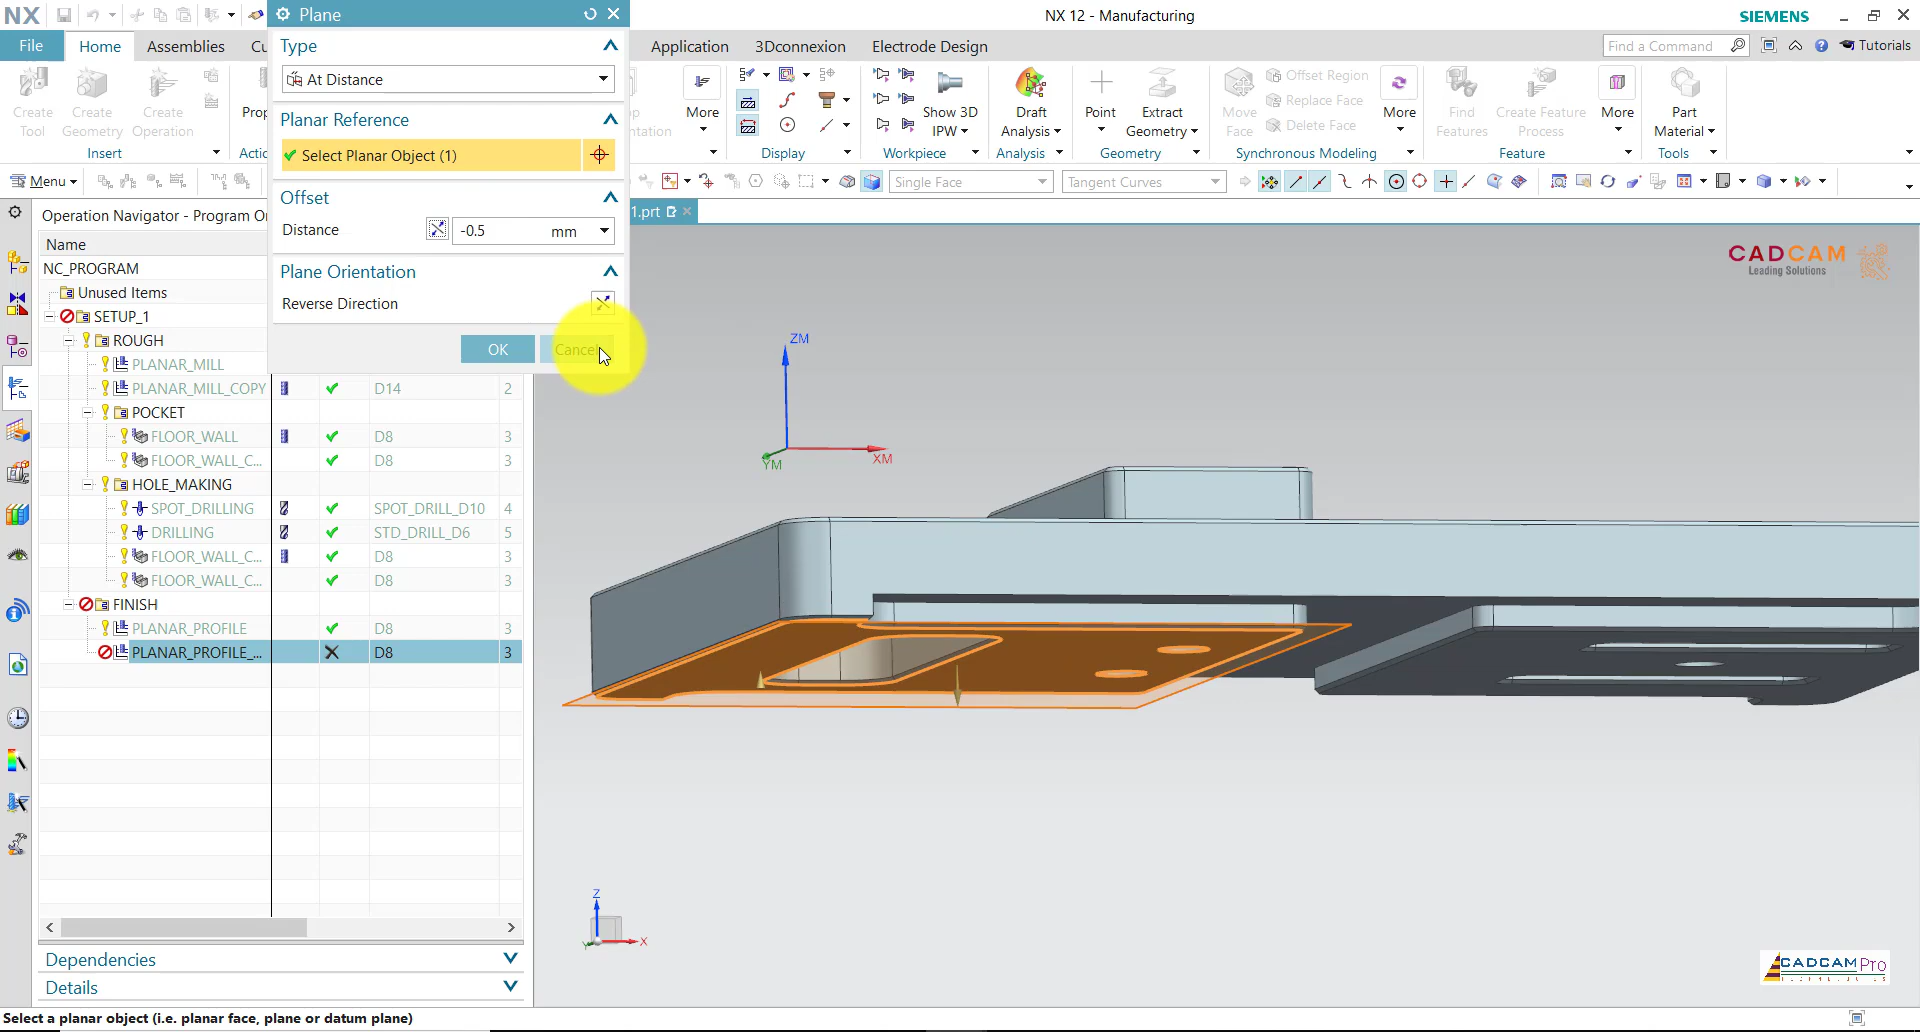 NX
Plane
NX 12 - Manufacturing
SIEMENS
File
Home
Assemblies
Cu
Application
3Dconnexion
Electrode Design
Find a Command
Tutorials
Type
At Distance
Planar Reference
Select Planar Object (1)
Offset
Distance
-0.5 mm
Plane Orientation
Reverse Direction
OK
Cancel
Create Tool
Create Geometry
Create Operation
Prop
Insert
Actio
More
Display
Show 3D IPW
Workpiece
Draft Analysis
Analysis
Point
Extract Geometry
Geometry
Move Face
Offset Region
Replace Face
Delete Face
More
Synchronous Modeling
Find Features
Create Feature Process
More
Feature
Part Material
Tools
Menu
Single Face
Tangent Curves
1.prt
Operation Navigator - Program Or
Name
NC_PROGRAM
Unused Items
SETUP_1
ROUGH
PLANAR_MILL
PLANAR_MILL_COPY D14 2
POCKET
FLOOR_WALL D8 3
FLOOR_WALL_C... D8 3
HOLE_MAKING
SPOT_DRILLING SPOT_DRILL_D10 4
DRILLING STD_DRILL_D6 5
FLOOR_WALL_C... D8 3
FLOOR_WALL_C... D8 3
FINISH
PLANAR_PROFILE D8 3
PLANAR_PROFILE_... D8 3
Dependencies
Details
CADCAM
Leading Solutions
ZM
XM
YM
Z
X
Y
CADCAM Pro
Select a planar object (i.e. planar face, plane or datum plane)